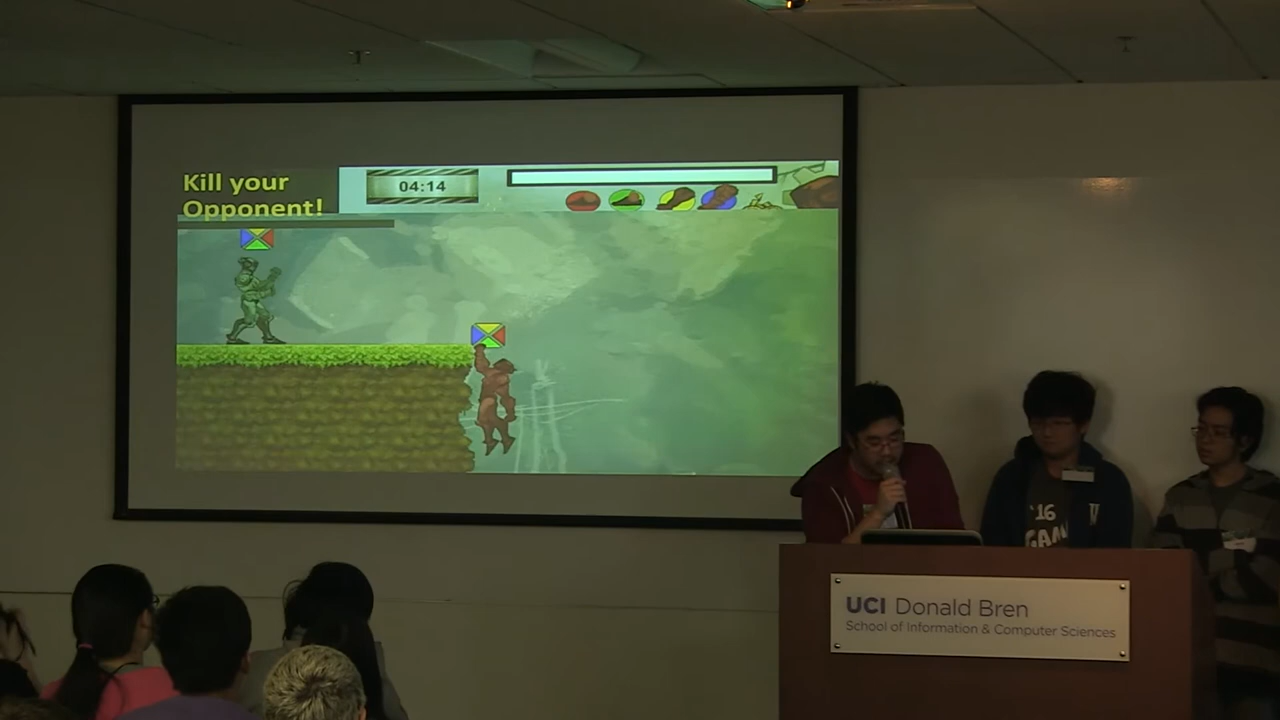 Kill your
Opponent!
04:14
'16
GAM
UCI Donald Bren
School of Information & Computer Sciences